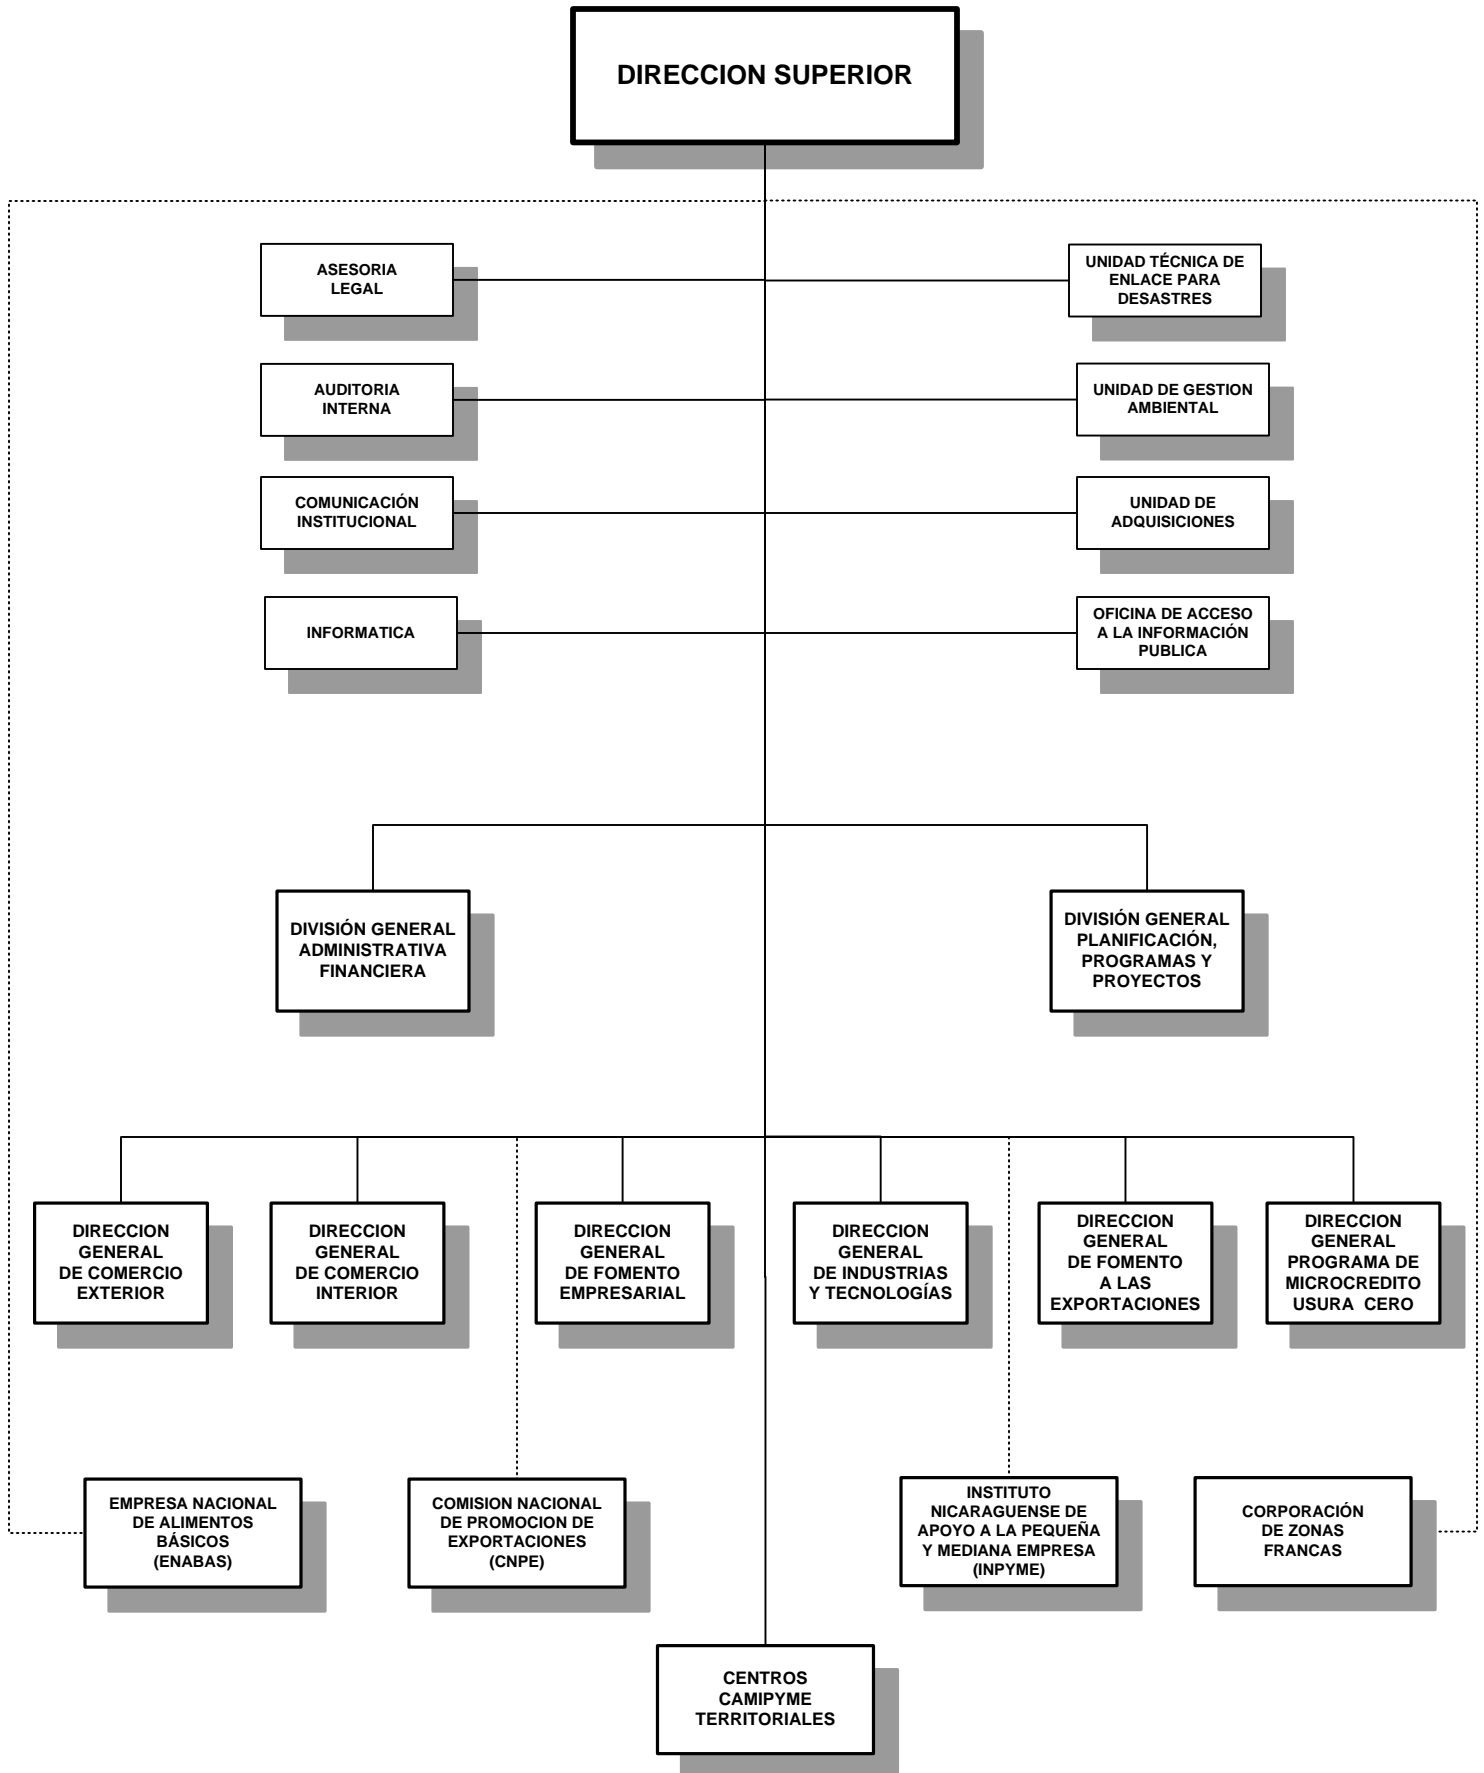 DIRECCION SUPERIOR
ASESORIA
LEGAL
UNIDAD TÉCNICA DE
ENLACE PARA
DESASTRES
AUDITORIA
INTERNA
UNIDAD DE GESTION
AMBIENTAL
COMUNICACIÓN
INSTITUCIONAL
UNIDAD DE
ADQUISICIONES
INFORMATICA
OFICINA DE ACCESO
A LA INFORMACIÓN
PUBLICA
DIVISIÓN GENERAL
ADMINISTRATIVA
FINANCIERA
DIVISIÓN GENERAL
PLANIFICACIÓN,
PROGRAMAS Y
PROYECTOS
DIRECCION
GENERAL
DE COMERCIO
EXTERIOR
DIRECCION
GENERAL
DE COMERCIO
INTERIOR
DIRECCION
GENERAL
DE FOMENTO
EMPRESARIAL
DIRECCION
GENERAL
DE INDUSTRIAS
Y TECNOLOGÍAS
DIRECCION
GENERAL
DE FOMENTO
A LAS
EXPORTACIONES
DIRECCION
GENERAL
PROGRAMA DE
MICROCREDITO
USURA CERO
EMPRESA NACIONAL
DE ALIMENTOS
BÁSICOS
(ENABAS)
COMISION NACIONAL
DE PROMOCION DE
EXPORTACIONES
(CNPE)
INSTITUTO
NICARAGUENSE DE
APOYO A LA PEQUEÑA
Y MEDIANA EMPRESA
(INPYME)
CORPORACIÓN
DE ZONAS
FRANCAS
CENTROS
CAMIPYME
TERRITORIALES